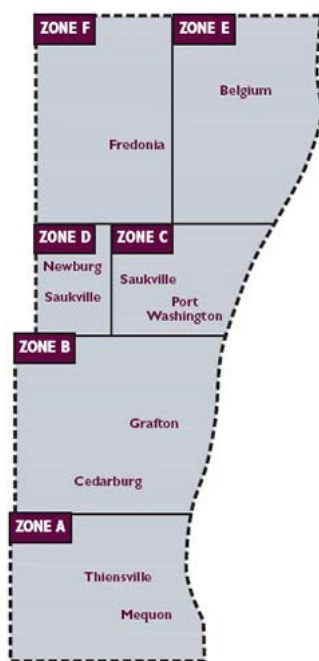 ZONE F
ZONE E
Belgium
Fredonia
ZONE D
ZONE C
Newburg
Saukville
Saukville
Port
Washington
ZONE B
Grafton
Cedarburg
ZONE A
Thiensville
Mequon